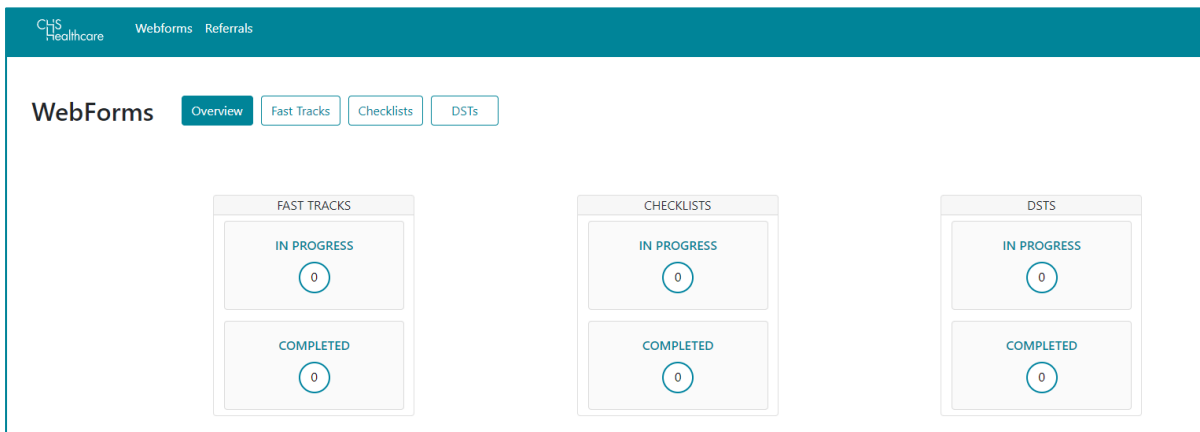 CHS
Healthcare
Webforms Referrals
WebForms Overview Fast Tracks Checklists DSTs
FAST TRACKS
IN PROGRESS
0
COMPLETED
0
CHECKLISTS
IN PROGRESS
0
COMPLETED
0
DSTS
IN PROGRESS
0
COMPLETED
0